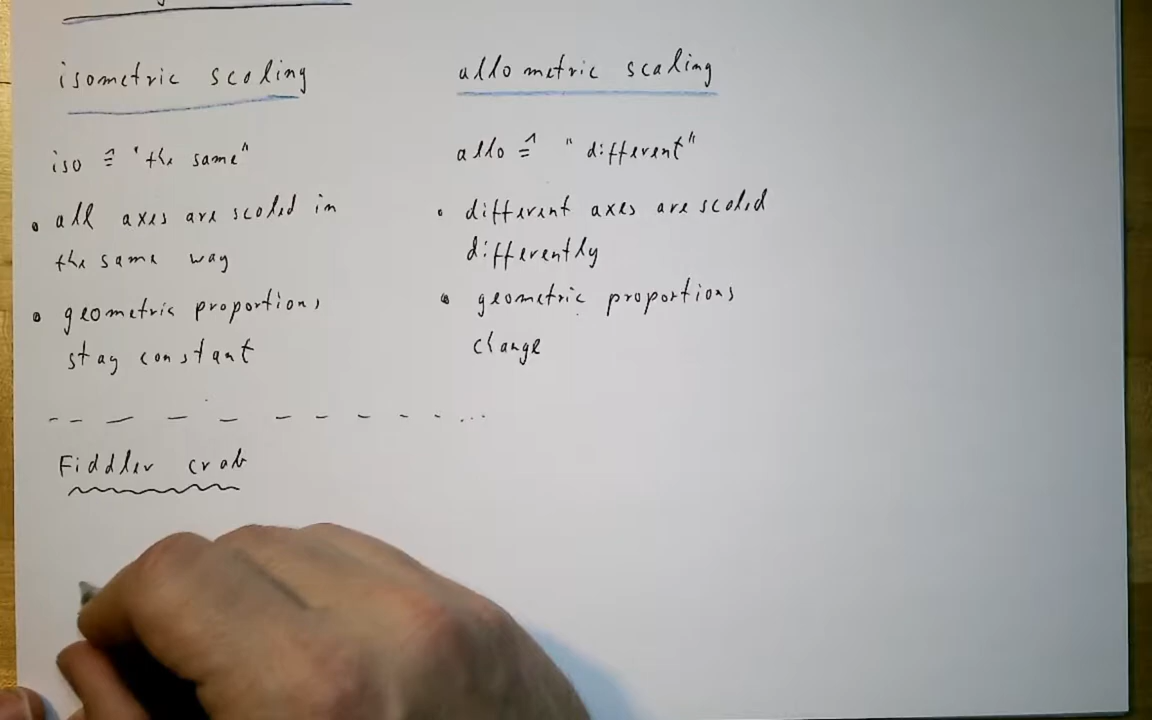 isometric scaling
iso ≙ "the same"
• all axes are scaled in
the same way
• geometric proportions
stay constant
allometric scaling
allo ≙ "different"
• different axes are scaled
differently
• geometric proportions
change
Fiddler crab